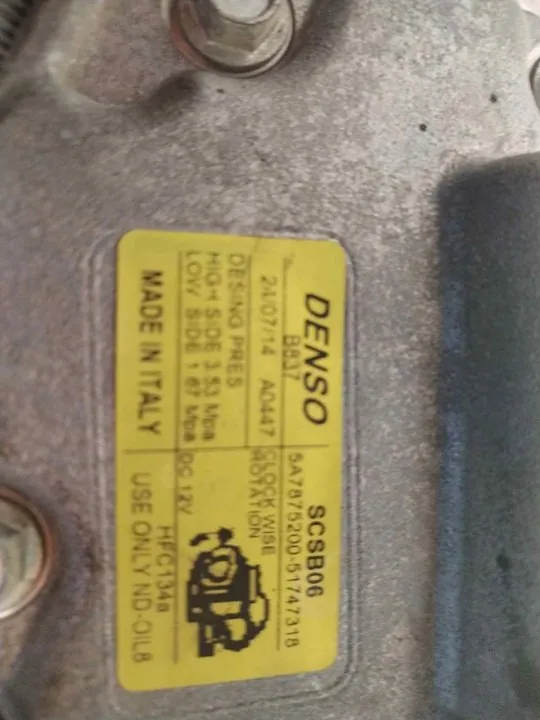 DENSO
B837
24/07/14 A0447
DESING PRES
HIGH SIDE 3.53 Mpa
LOW SIDE 1.67 Mpa
MADE IN ITALY
SCSB06
5A7875200-51747318
CLOCK WISE
ROTATION
DC 12V
HFC134a
USE ONLY ND-OIL8